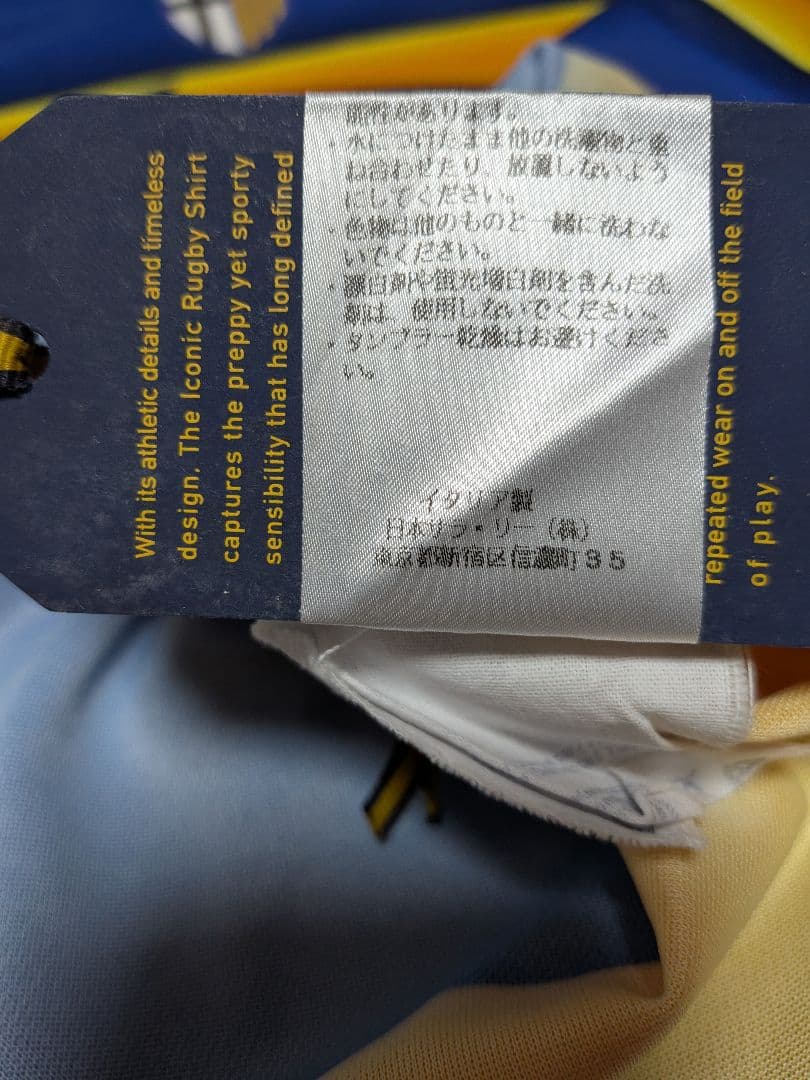 With its athletic details and timeless
design. The Iconic Rugby Shirt
captures the preppy yet sporty
sensibility that has long defined
能性があります。
・水につけたまま他の洗濯物と重
ね合わせたり、放置しないよう
にしてください。
・色物は他のものと一緒に洗わな
いでください。
・漂白剤や蛍光増白剤を含んだ洗
剤は、使用しないでください。
・タンブラー乾燥はお避けくださ
い。
イタリア製
日本サラ・リー(株)
東京都新宿区信濃町35
repeated wear on and off the field
of play.